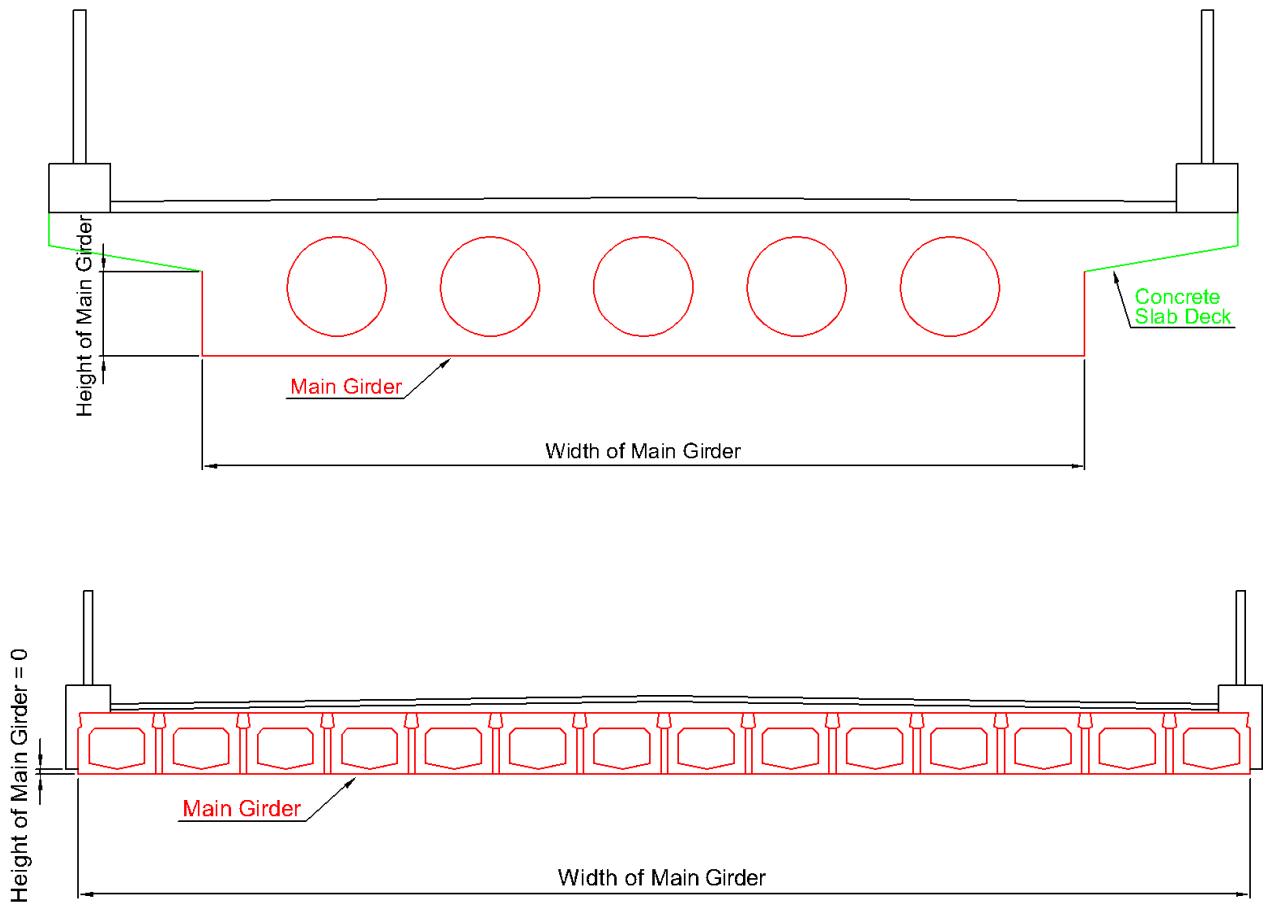 Height of Main Girder
Concrete
Slab Deck
Main Girder
Width of Main Girder
Height of Main Girder = 0
Main Girder
Width of Main Girder